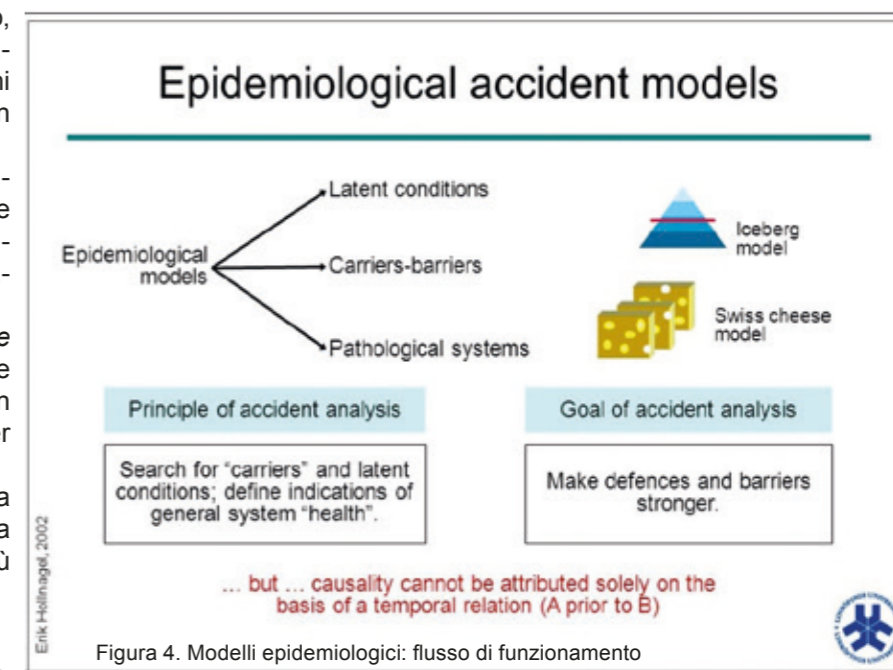 o,
-
ni
n
-
e
-
-
e
e
n
er
a
a
ù
Epidemiological accident models
Epidemiological
models
Latent conditions
Carriers-barriers
Pathological systems
Iceberg
model
Swiss cheese
model
Principle of accident analysis
Search for "carriers" and latent
conditions; define indications of
general system "health".
Goal of accident analysis
Make defences and barriers
stronger.
... but ... causality cannot be attributed solely on the
basis of a temporal relation (A prior to B)
Erik Hollnagel, 2002
Figura 4. Modelli epidemiologici: flusso di funzionamento